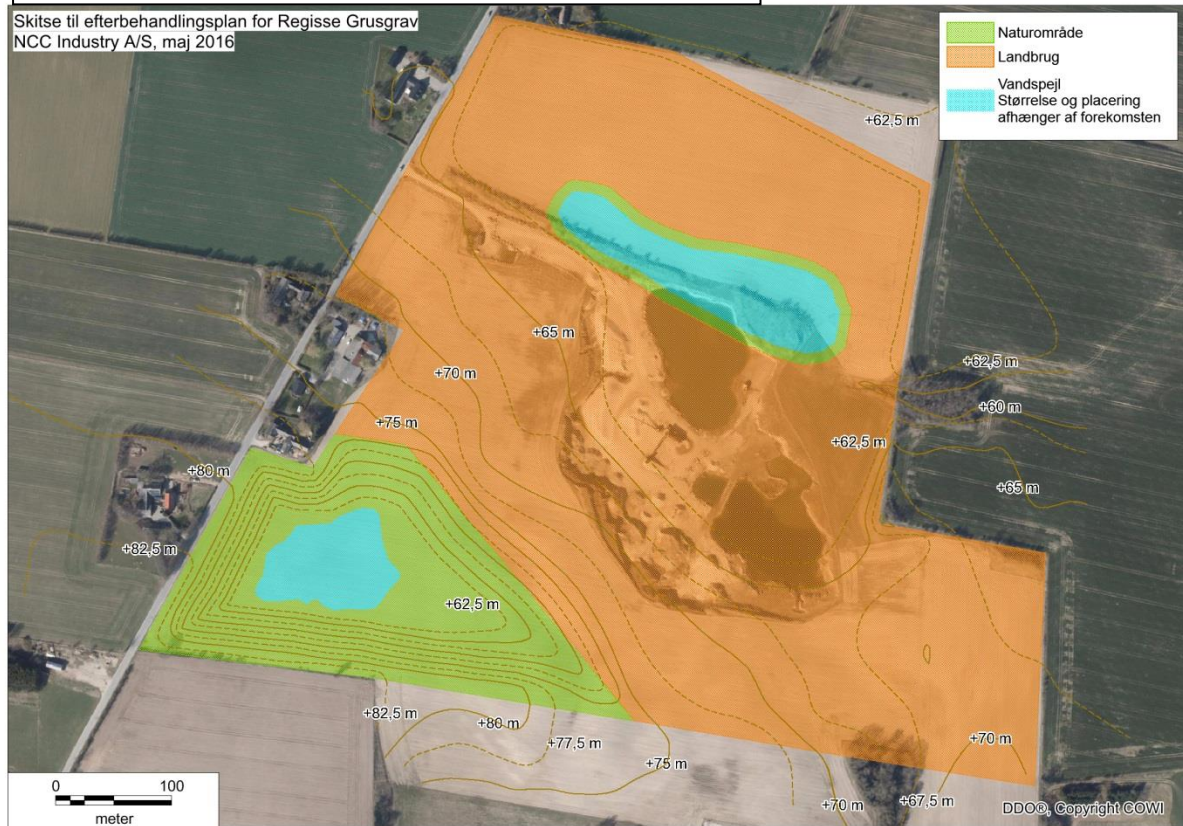 Skitse til efterbehandlingsplan for Regisse Grusgrav
NCC Industry A/S, maj 2016
Naturområde
Landbrug
Vandspejl
Størrelse og placering
afhænger af forekomsten
+62,5 m
+65 m
+70 m
+62,5 m
+60 m
+75 m
+62,5 m
+80 m
+65 m
+82,5 m
+62,5 m
+82,5 m
+80 m
+77,5 m
+75 m
+70 m
+70 m
+67,5 m
0 100
meter
DDO®, Copyright COWI